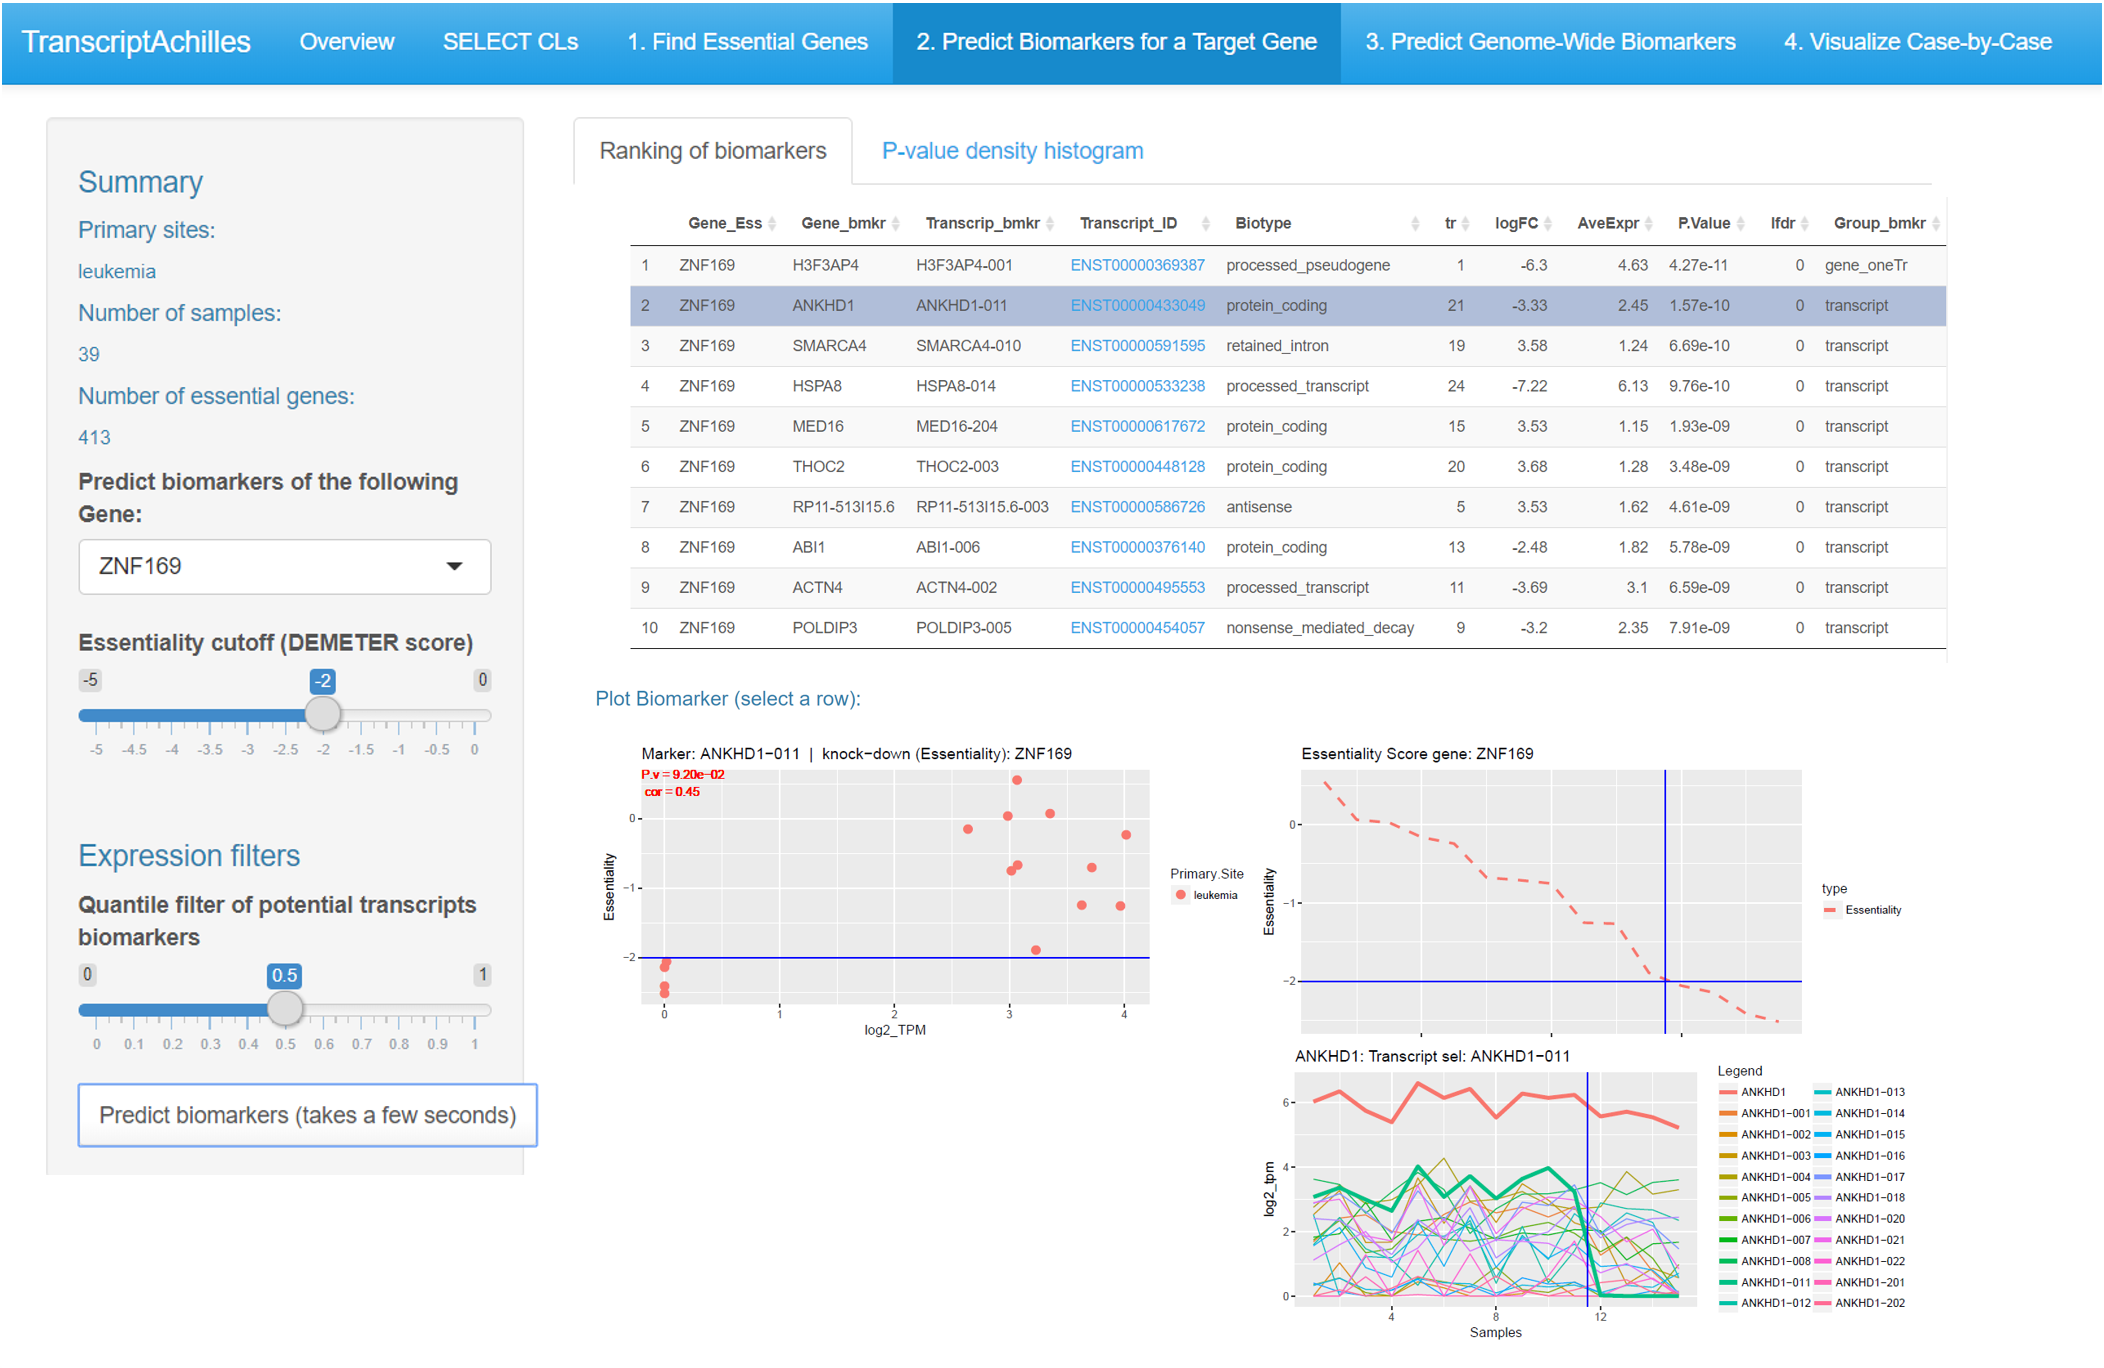 TranscriptAchilles Overview SELECT CLs 1. Find Essential Genes 2. Predict Biomarkers for a Target Gene 3. Predict Genome-Wide Biomarkers 4. Visualize Case-by-Case
Summary
Primary sites:
leukemia
Number of samples:
39
Number of essential genes:
413
Predict biomarkers of the following
Gene:
ZNF169
Essentiality cutoff (DEMETER score)
-5 -2 0
-5 -4.5 -4 -3.5 -3 -2.5 -2 -1.5 -1 -0.5 0
Expression filters
Quantile filter of potential transcripts
biomarkers
0 0.5 1
0 0.1 0.2 0.3 0.4 0.5 0.6 0.7 0.8 0.9 1
Predict biomarkers (takes a few seconds)
Ranking of biomarkers P-value density histogram
Gene_Ess Gene_bmkr Transcrip_bmkr Transcript_ID Biotype tr logFC AveExpr P.Value lfdr Group_bmkr
1 ZNF169 H3F3AP4 H3F3AP4-001 ENST00000369387 processed_pseudogene 1 -6.3 4.63 4.27e-11 0 gene_oneTr
2 ZNF169 ANKHD1 ANKHD1-011 ENST00000433049 protein_coding 21 -3.33 2.45 1.57e-10 0 transcript
3 ZNF169 SMARCA4 SMARCA4-010 ENST00000591595 retained_intron 19 3.58 1.24 6.69e-10 0 transcript
4 ZNF169 HSPA8 HSPA8-014 ENST00000533238 processed_transcript 24 -7.22 6.13 9.76e-10 0 transcript
5 ZNF169 MED16 MED16-204 ENST00000617672 protein_coding 15 3.53 1.15 1.93e-09 0 transcript
6 ZNF169 THOC2 THOC2-003 ENST00000448128 protein_coding 20 3.68 1.28 3.48e-09 0 transcript
7 ZNF169 RP11-513I15.6 RP11-513I15.6-003 ENST00000586726 antisense 5 3.53 1.62 4.61e-09 0 transcript
8 ZNF169 ABI1 ABI1-006 ENST00000376140 protein_coding 13 -2.48 1.82 5.78e-09 0 transcript
9 ZNF169 ACTN4 ACTN4-002 ENST00000495553 processed_transcript 11 -3.69 3.1 6.59e-09 0 transcript
10 ZNF169 POLDIP3 POLDIP3-005 ENST00000454057 nonsense_mediated_decay 9 -3.2 2.35 7.91e-09 0 transcript
Plot Biomarker (select a row):
Marker: ANKHD1−011 | knock−down (Essentiality): ZNF169
P.v = 9.20e−02
cor = 0.45
0
−1
−2
Essentiality
0 1 2 3 4
log2_TPM
Primary.Site
leukemia
Essentiality Score gene: ZNF169
0
−1
−2
Essentiality
type
Essentiality
ANKHD1: Transcript sel: ANKHD1−011
6
4
2
0
log2_tpm
4 8 12
Samples
Legend
ANKHD1 ANKHD1−013
ANKHD1−001 ANKHD1−014
ANKHD1−002 ANKHD1−015
ANKHD1−003 ANKHD1−016
ANKHD1−004 ANKHD1−017
ANKHD1−005 ANKHD1−018
ANKHD1−006 ANKHD1−020
ANKHD1−007 ANKHD1−021
ANKHD1−008 ANKHD1−022
ANKHD1−011 ANKHD1−201
ANKHD1−012 ANKHD1−202